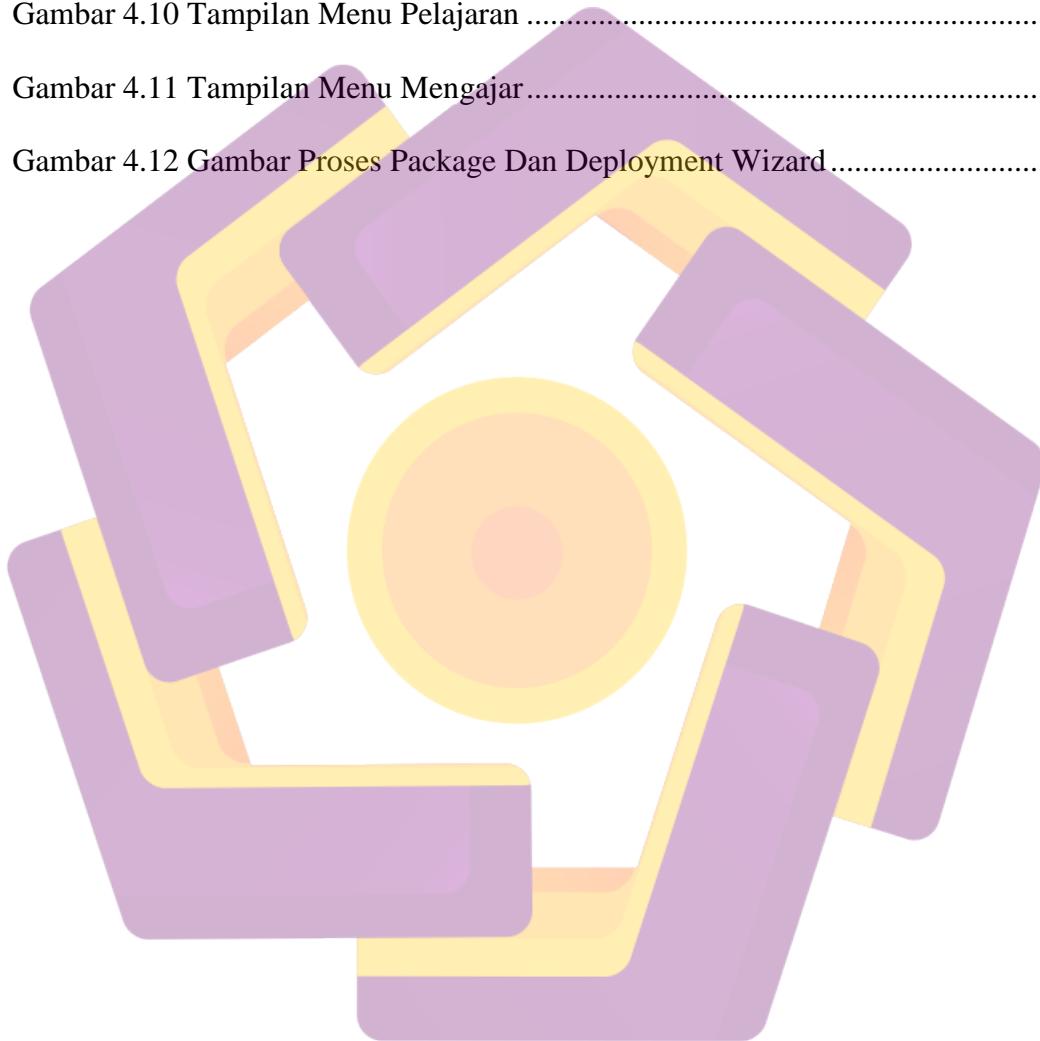 Gambar 4.10 Tampilan Menu Pelajaran ................................................................
Gambar 4.11 Tampilan Menu Mengajar ................................................................
Gambar 4.12 Gambar Proses Package Dan Deployment Wizard .........................